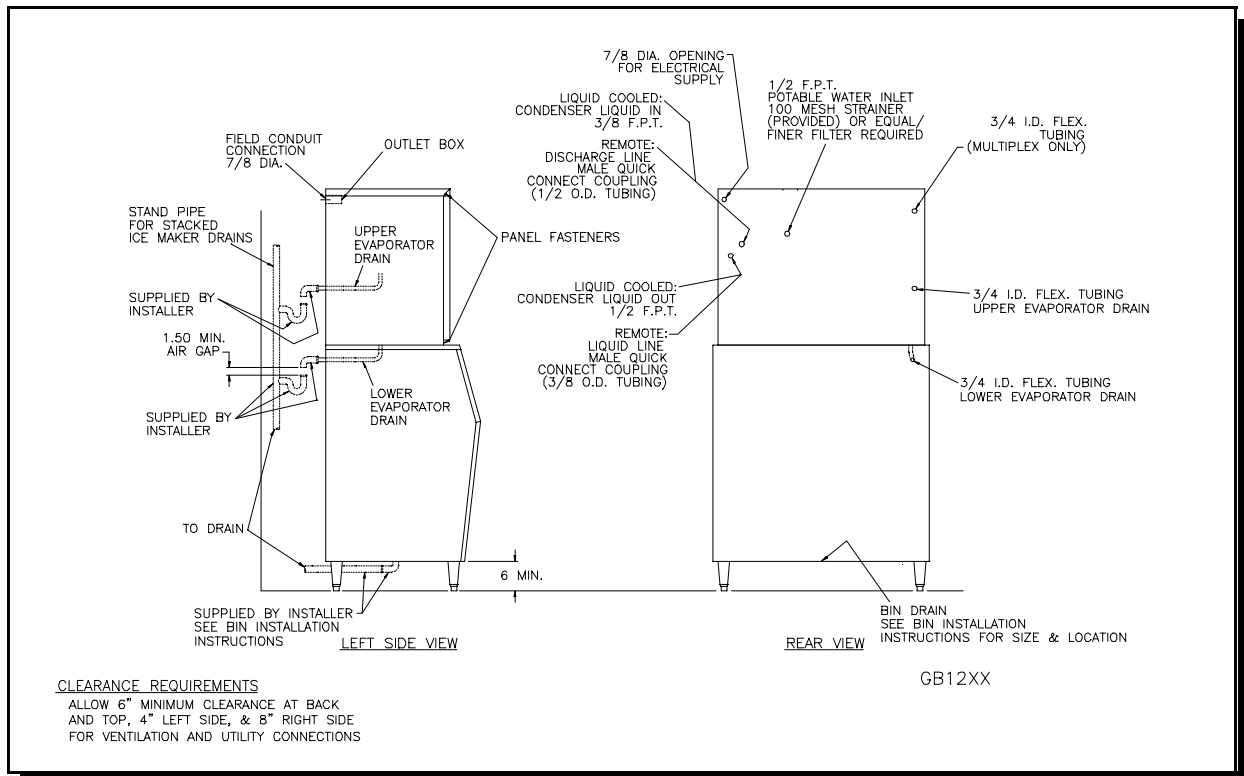 7/8 DIA. OPENING
FOR ELECTRICAL
SUPPLY
LIQUID COOLED:
CONDENSER LIQUID IN
3/8 F.P.T.
1/2 F.P.T.
POTABLE WATER INLET
100 MESH STRAINER
(PROVIDED) OR EQUAL/
FINER FILTER REQUIRED
3/4 I.D. FLEX.
TUBING
(MULTIPLEX ONLY)
FIELD CONDUIT
CONNECTION
7/8 DIA.
OUTLET BOX
REMOTE:
DISCHARGE LINE
MALE QUICK
CONNECT COUPLING
(1/2 O.D. TUBING)
STAND PIPE
FOR STACKED
ICE MAKER DRAINS
UPPER
EVAPORATOR
DRAIN
PANEL FASTENERS
SUPPLIED BY
INSTALLER
LIQUID COOLED:
CONDENSER LIQUID OUT
1/2 F.P.T.
3/4 I.D. FLEX. TUBING
UPPER EVAPORATOR DRAIN
1.50 MIN.
AIR GAP
REMOTE:
LIQUID LINE
MALE QUICK
CONNECT COUPLING
(3/8 O.D. TUBING)
LOWER
EVAPORATOR
DRAIN
3/4 I.D. FLEX. TUBING
LOWER EVAPORATOR DRAIN
SUPPLIED BY
INSTALLER
TO DRAIN
6 MIN.
SUPPLIED BY INSTALLER
SEE BIN INSTALLATION
INSTRUCTIONS
LEFT SIDE VIEW
BIN DRAIN
SEE BIN INSTALLATION
INSTRUCTIONS FOR SIZE & LOCATION
REAR VIEW
GB12XX
CLEARANCE REQUIREMENTS
ALLOW 6" MINIMUM CLEARANCE AT BACK
AND TOP, 4" LEFT SIDE, & 8" RIGHT SIDE
FOR VENTILATION AND UTILITY CONNECTIONS